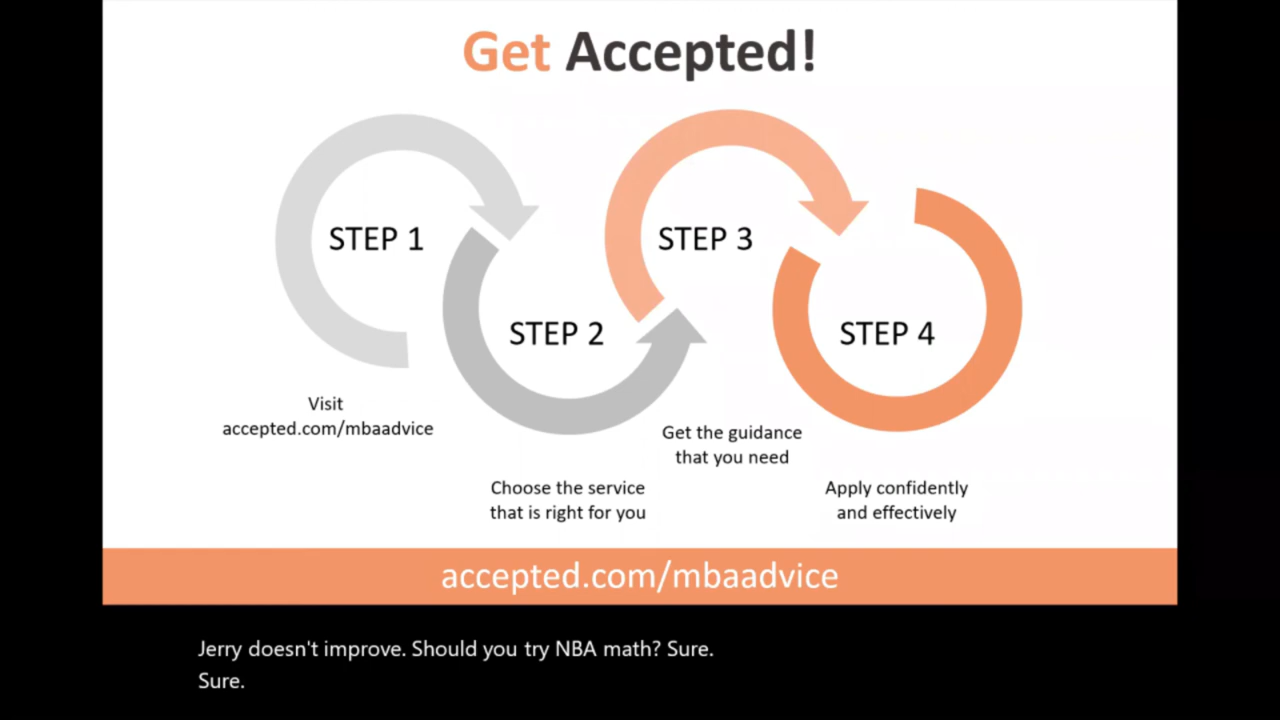 Get Accepted!
STEP 1
STEP 3
STEP 2
STEP 4
Visit
accepted.com/mbaadvice
Choose the service
that is right for you
Get the guidance
that you need
Apply confidently
and effectively
accepted.com/mbaadvice
Jerry doesn't improve. Should you try NBA math? Sure.
Sure.